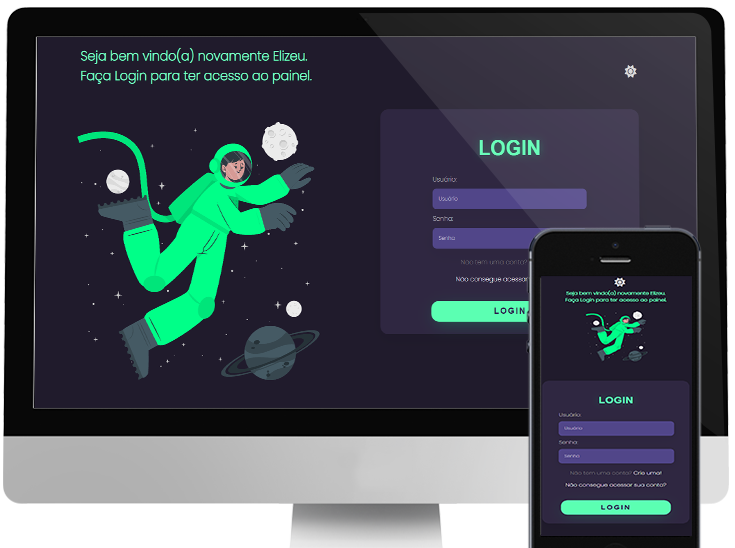 Seja bem vindo(a) novamente Elizeu.
Faça Login para ter acesso ao painel.
LOGIN
Usuário:
Usuário
Senha:
Senha
Não tem uma conta?
Não consegue acessar
LOGIN
Seja bem vindo(a) novamente Elizeu.
Faça Login para ter acesso ao painel.
LOGIN
Usuário:
Usuário
Senha:
Senha
Não tem uma conta? Crie uma!
Não consegue acessar sua conta?
LOGIN